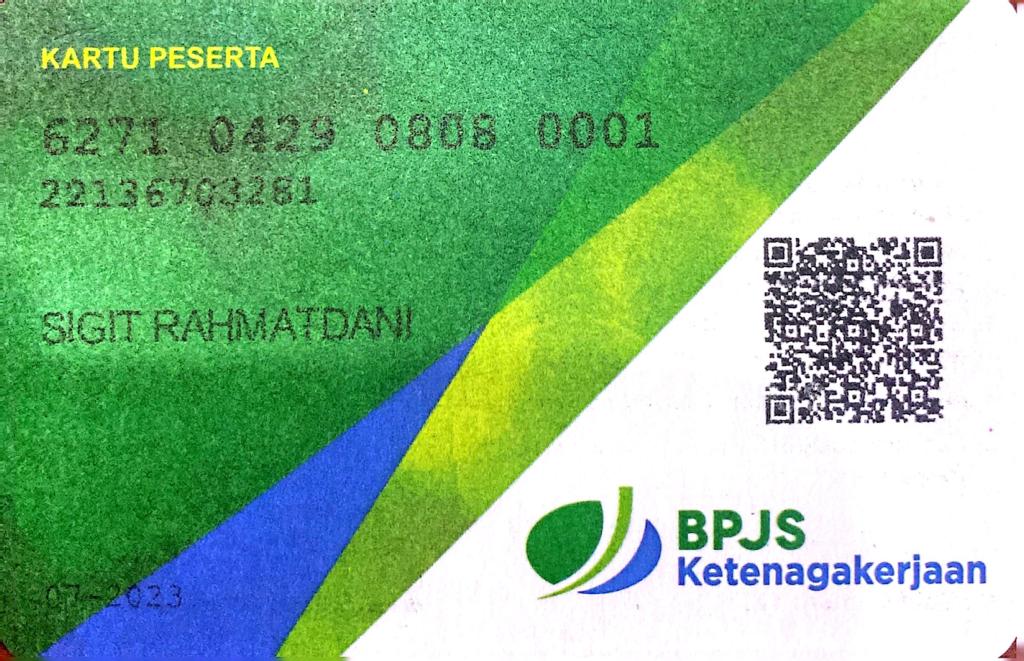 KARTU PESERTA
6271 0429 0808 0001
22136703281
SIGIT RAHMATDANI
07-2023
BPJS
Ketenagakerjaan